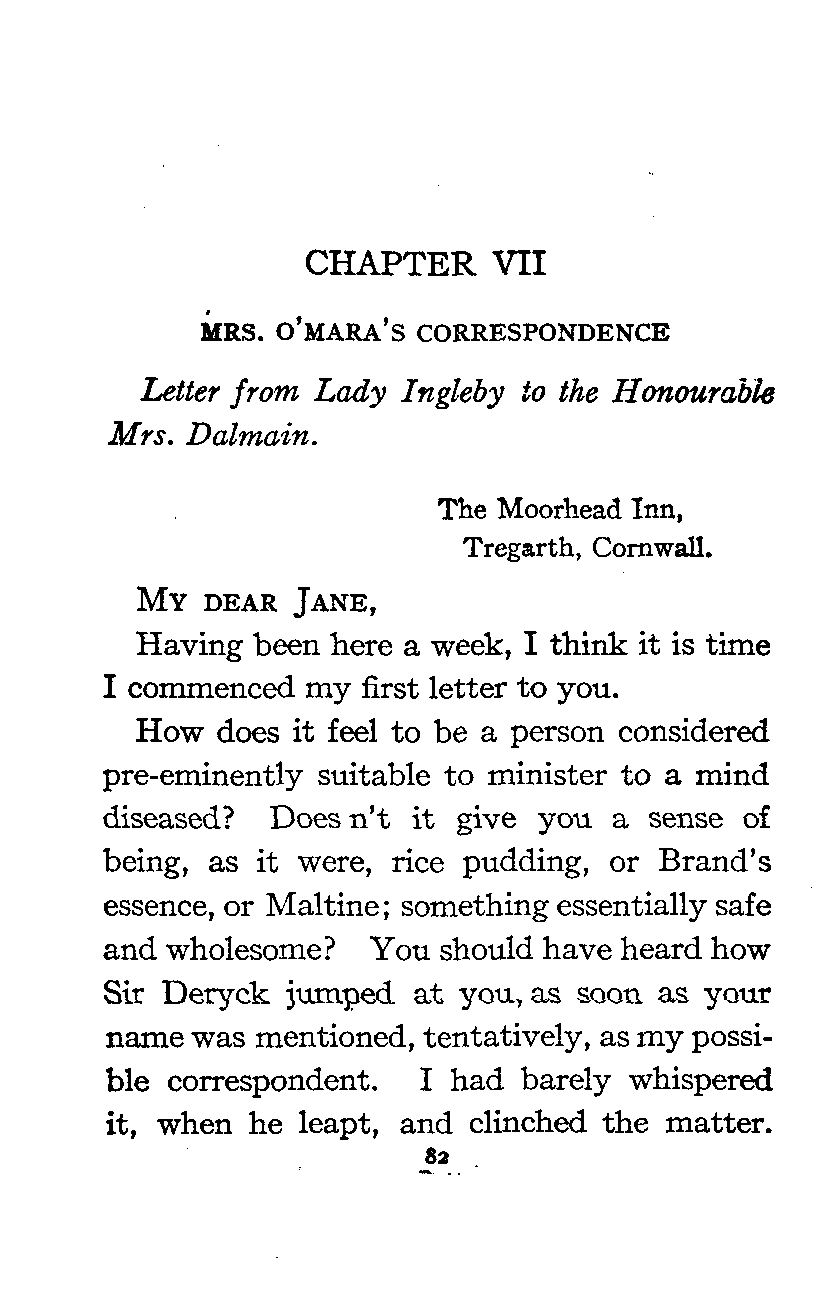 CHAPTER VII
MRS. O'MARA'S CORRESPONDENCE
Letter from Lady Ingleby to the Honourable
Mrs. Dalmain.
The Moorhead Inn,
Tregarth, Cornwall.
MY DEAR JANE,
Having been here a week, I think it is time
I commenced my first letter to you.
How does it feel to be a person considered
pre-eminently suitable to minister to a mind
diseased? Does n't it give you a sense of
being, as it were, rice pudding, or Brand's
essence, or Maltine; something essentially safe
and wholesome? You should have heard how
Sir Deryck jumped at you, as soon as your
name was mentioned, tentatively, as my possi-
ble correspondent. I had barely whispered
it, when he leapt, and clinched the matter.
82